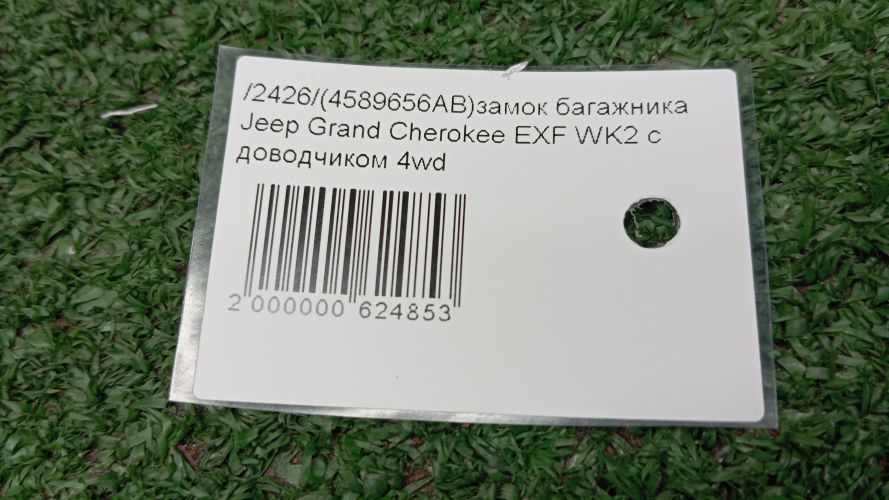 /2426/(4589656AB)замок багажника
Jeep Grand Cherokee EXF WK2 с
доводчиком 4wd
2 000000 624853